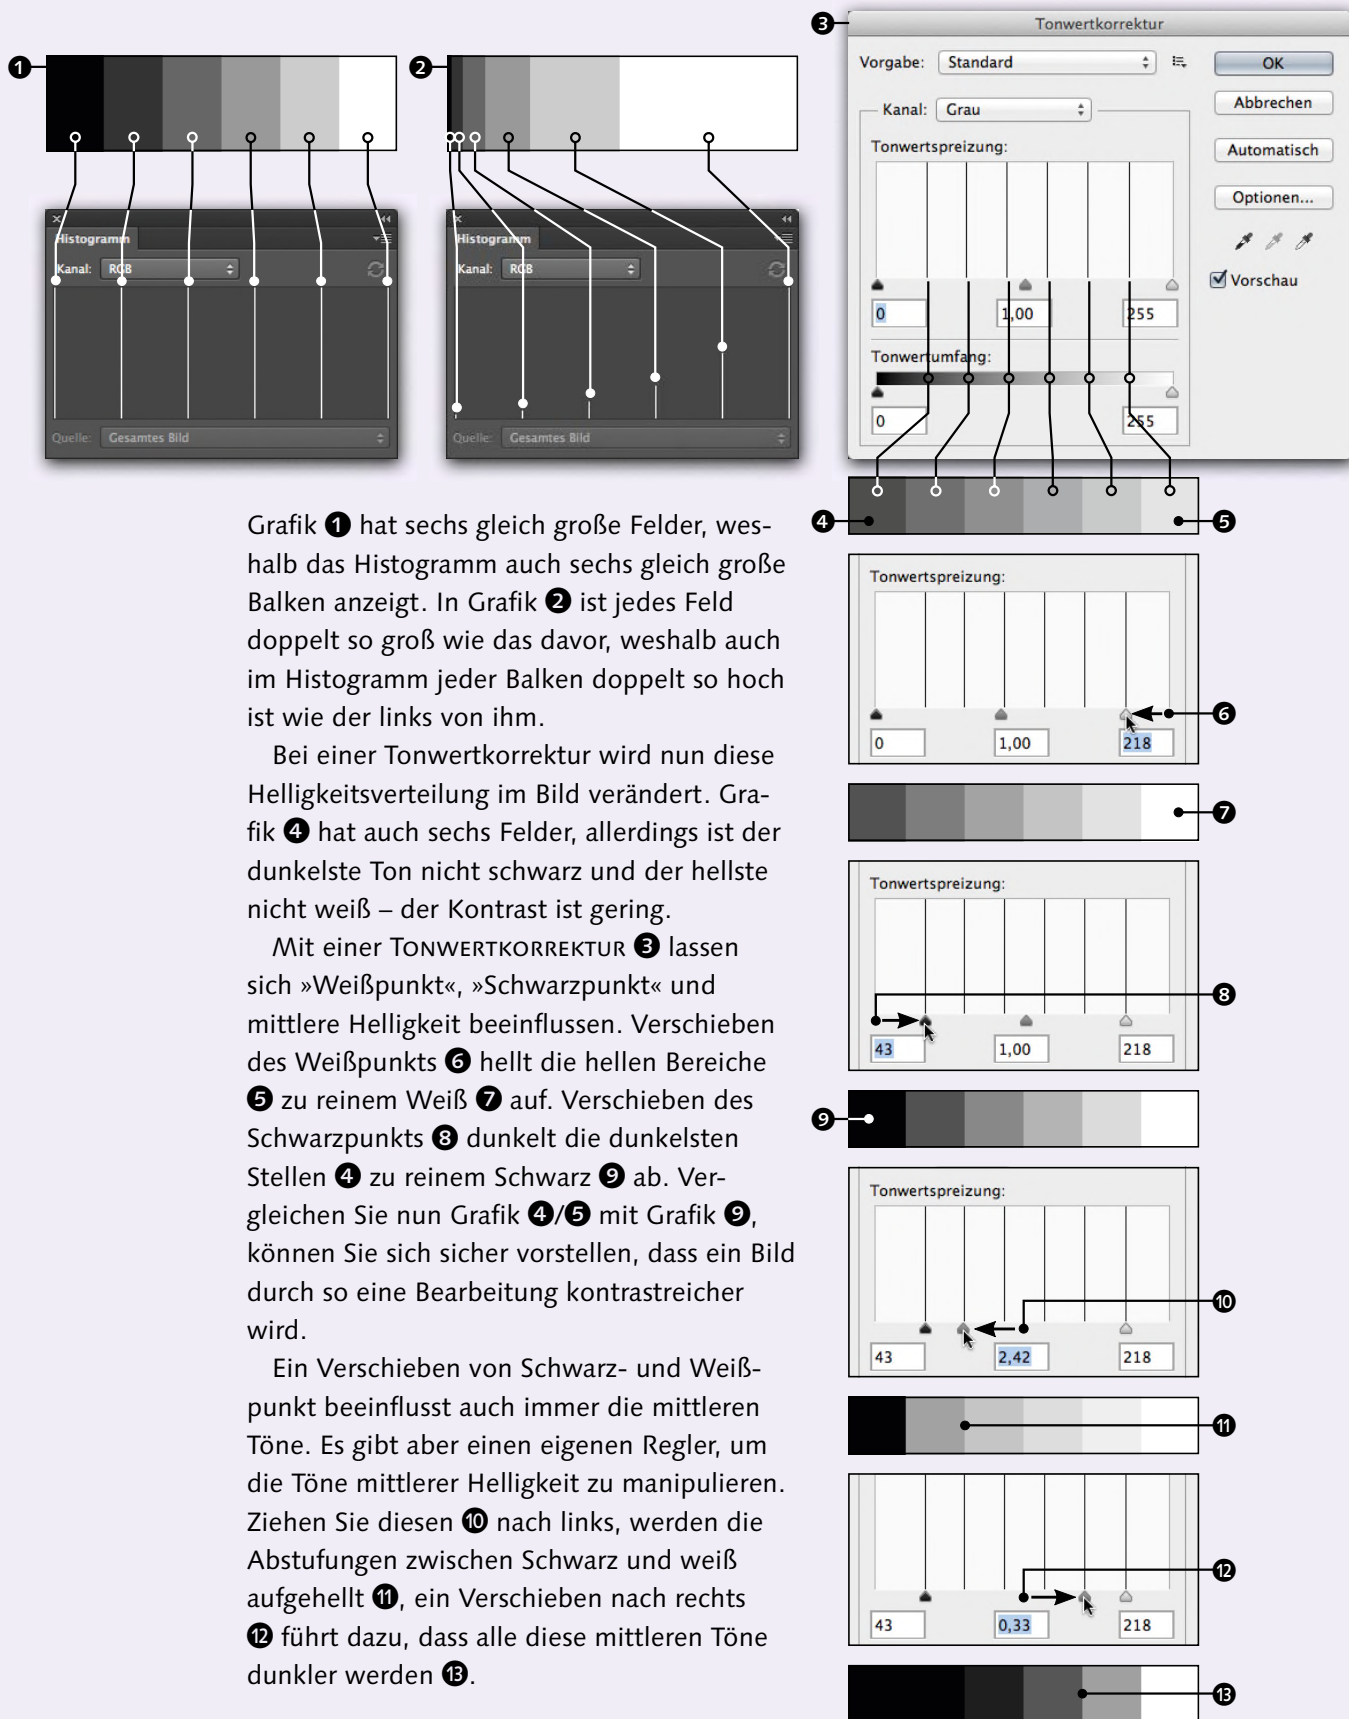 ❸
Tonwertkorrektur
❶
❷
Vorgabe: Standard
OK
Kanal: Grau
Abbrechen
Tonwertspreizung:
Automatisch
Optionen...
Histogramm
Kanal: RGB
Histogramm
Kanal: RGB
Vorschau
0 1,00 255
Tonwertumfang:
0 255
Quelle: Gesamtes Bild
Quelle: Gesamtes Bild
❹
❺
Grafik ❶ hat sechs gleich große Felder, wes-
halb das Histogramm auch sechs gleich große
Balken anzeigt. In Grafik ❷ ist jedes Feld
doppelt so groß wie das davor, weshalb auch
im Histogramm jeder Balken doppelt so hoch
ist wie der links von ihm.
Bei einer Tonwertkorrektur wird nun diese
Helligkeitsverteilung im Bild verändert. Gra-
fik ❹ hat auch sechs Felder, allerdings ist der
dunkelste Ton nicht schwarz und der hellste
nicht weiß – der Kontrast ist gering.
Mit einer TONWERTKORREKTUR ❸ lassen
sich »Weißpunkt«, »Schwarzpunkt« und
mittlere Helligkeit beeinflussen. Verschieben
des Weißpunkts ❻ hellt die hellen Bereiche
❺ zu reinem Weiß ❼ auf. Verschieben des
Schwarzpunkts ❽ dunkelt die dunkelsten
Stellen ❹ zu reinem Schwarz ❾ ab. Ver-
gleichen Sie nun Grafik ❹/❺ mit Grafik ❾,
können Sie sich sicher vorstellen, dass ein Bild
durch so eine Bearbeitung kontrastreicher
wird.
Ein Verschieben von Schwarz- und Weiß-
punkt beeinflusst auch immer die mittleren
Töne. Es gibt aber einen eigenen Regler, um
die Töne mittlerer Helligkeit zu manipulieren.
Ziehen Sie diesen ❿ nach links, werden die
Abstufungen zwischen Schwarz und weiß
aufgehellt ⓫, ein Verschieben nach rechts
⓬ führt dazu, dass alle diese mittleren Töne
dunkler werden ⓭.
Tonwertspreizung:
❻
0 1,00 218
❼
Tonwertspreizung:
❽
43 1,00 218
❾
Tonwertspreizung:
❿
43 2,42 218
⓫
⓬
43 0,33 218
⓭